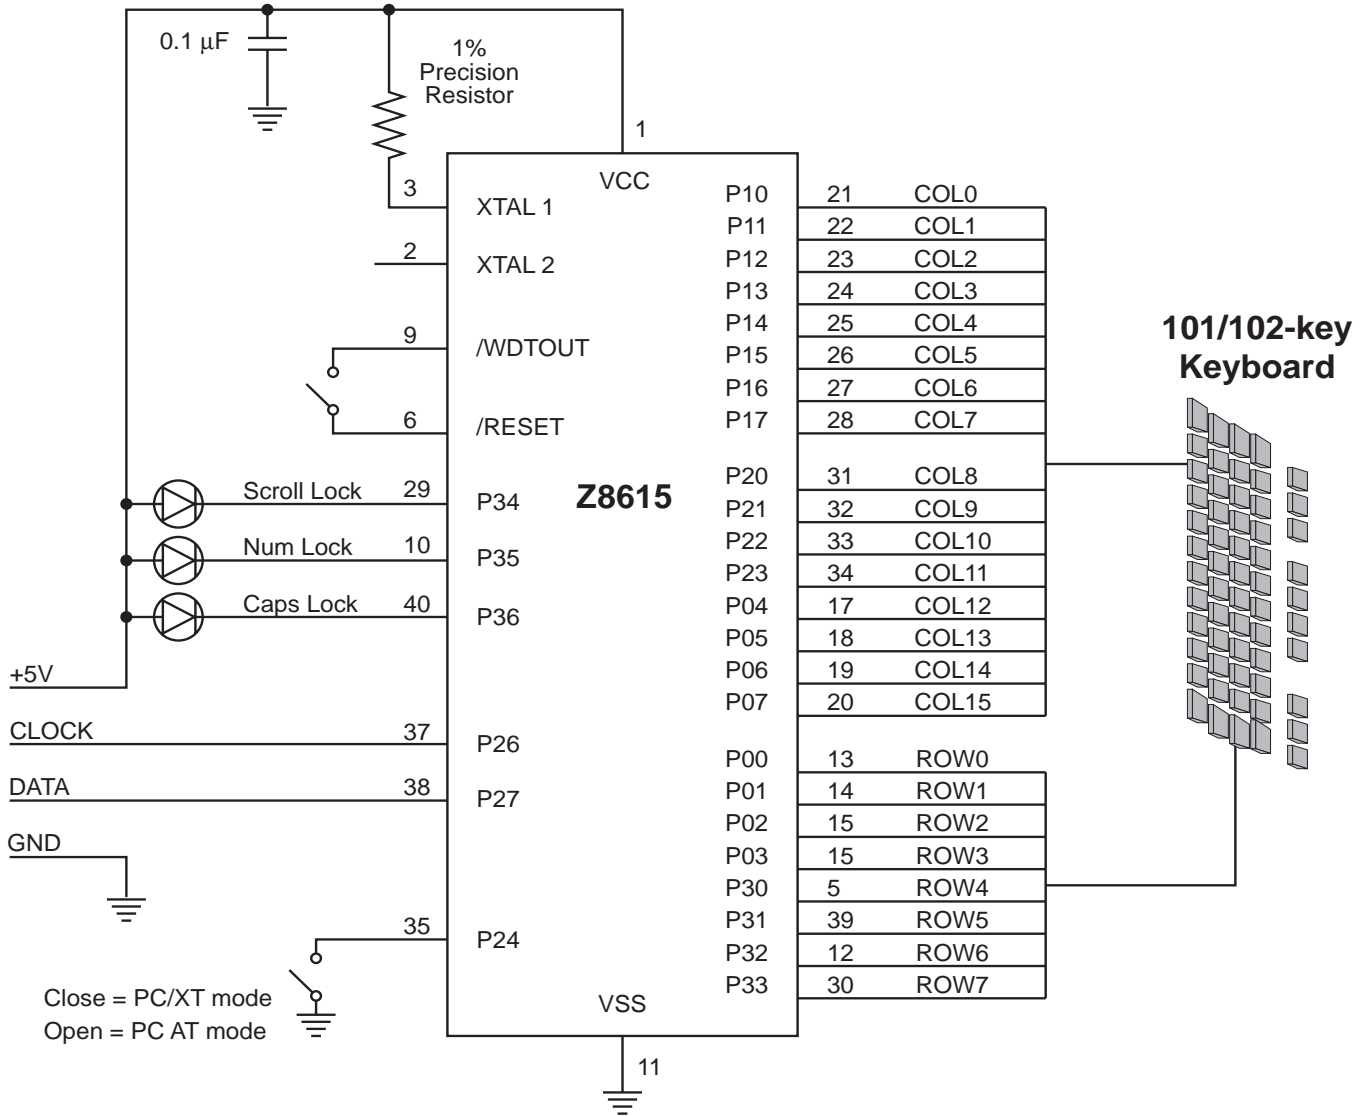 0.1 μF
1%
Precision
Resistor
1
VCC
3
XTAL 1
2
XTAL 2
9
/WDTOUT
6
/RESET
Scroll Lock 29
P34
Num Lock 10
P35
Caps Lock 40
P36
+5V
CLOCK 37
P26
DATA 38
P27
GND
35
P24
Close = PC/XT mode
Open = PC AT mode
Z8615
VSS
11
P10 21 COL0
P11 22 COL1
P12 23 COL2
P13 24 COL3
P14 25 COL4
P15 26 COL5
P16 27 COL6
P17 28 COL7
P20 31 COL8
P21 32 COL9
P22 33 COL10
P23 34 COL11
P04 17 COL12
P05 18 COL13
P06 19 COL14
P07 20 COL15
P00 13 ROW0
P01 14 ROW1
P02 15 ROW2
P03 15 ROW3
P30 5 ROW4
P31 39 ROW5
P32 12 ROW6
P33 30 ROW7
101/102-key
Keyboard